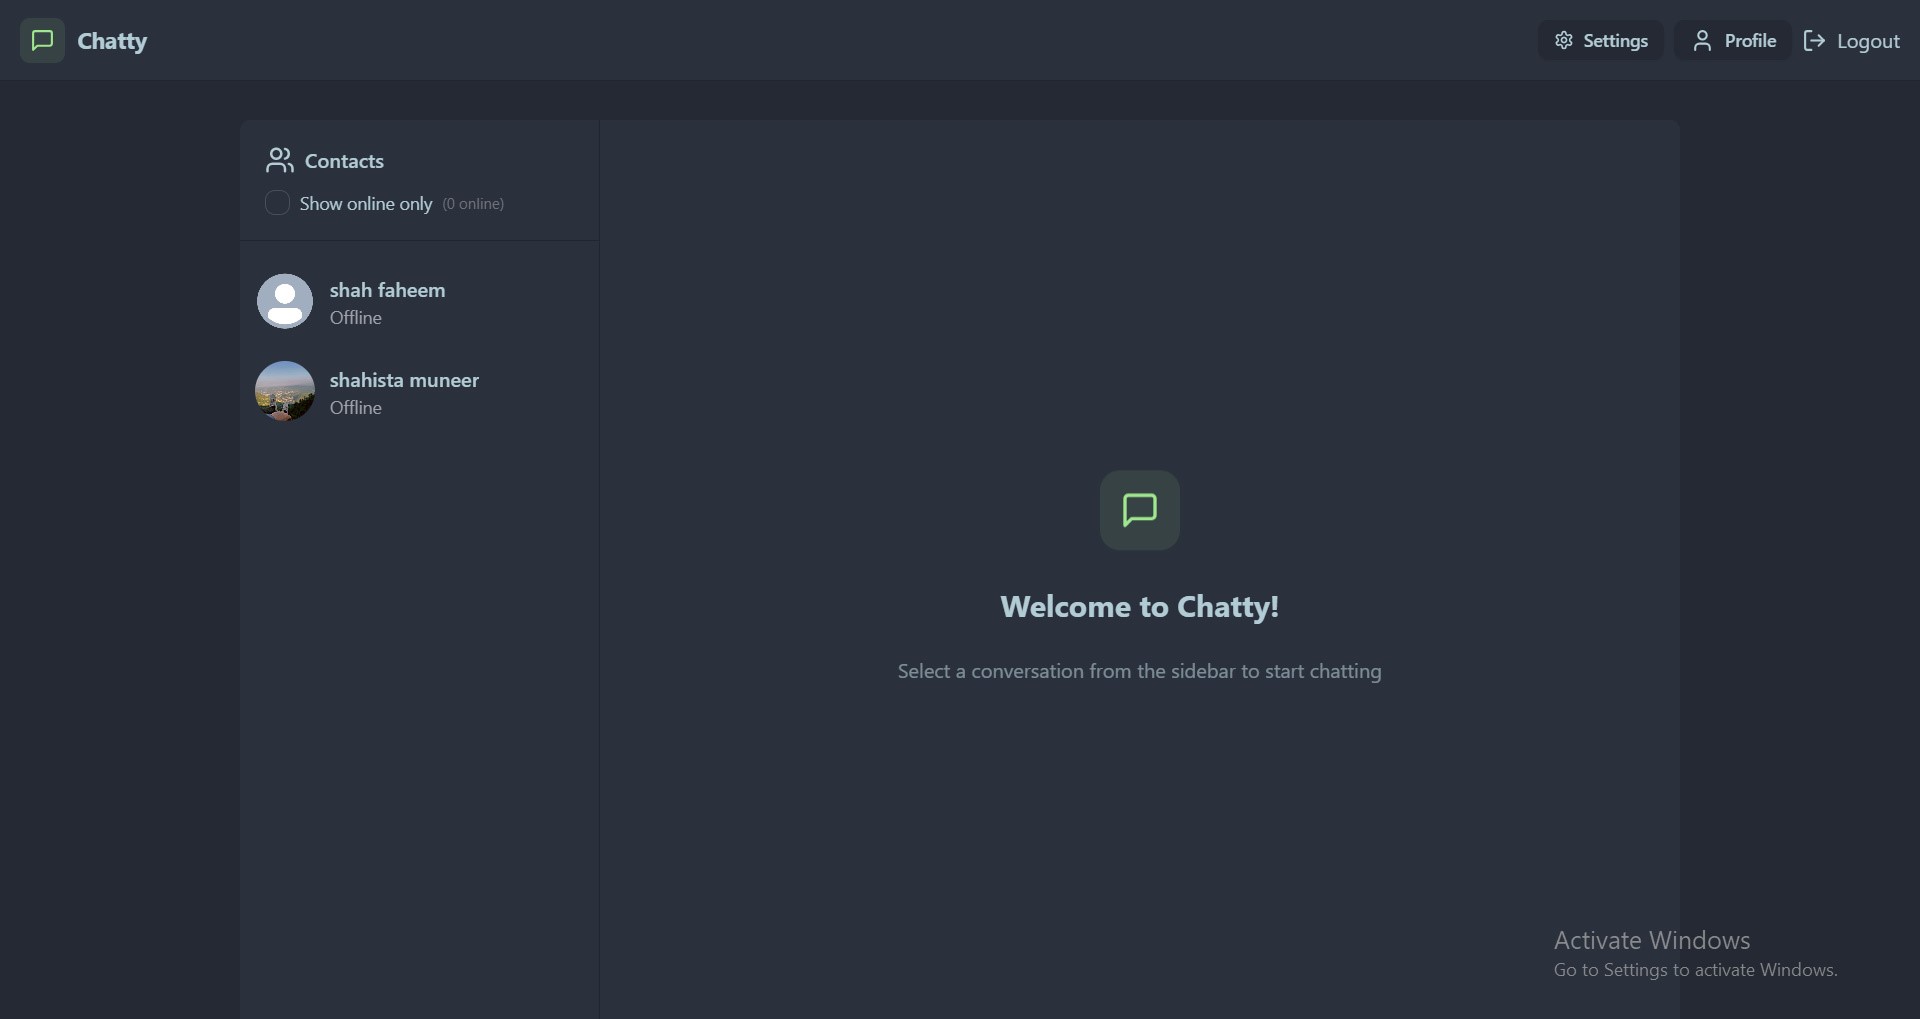 Chatty
Settings
Profile
Logout
Contacts
Show online only (0 online)
shah faheem
Offline
shahista muneer
Offline
Welcome to Chatty!
Select a conversation from the sidebar to start chatting
Activate Windows
Go to Settings to activate Windows.